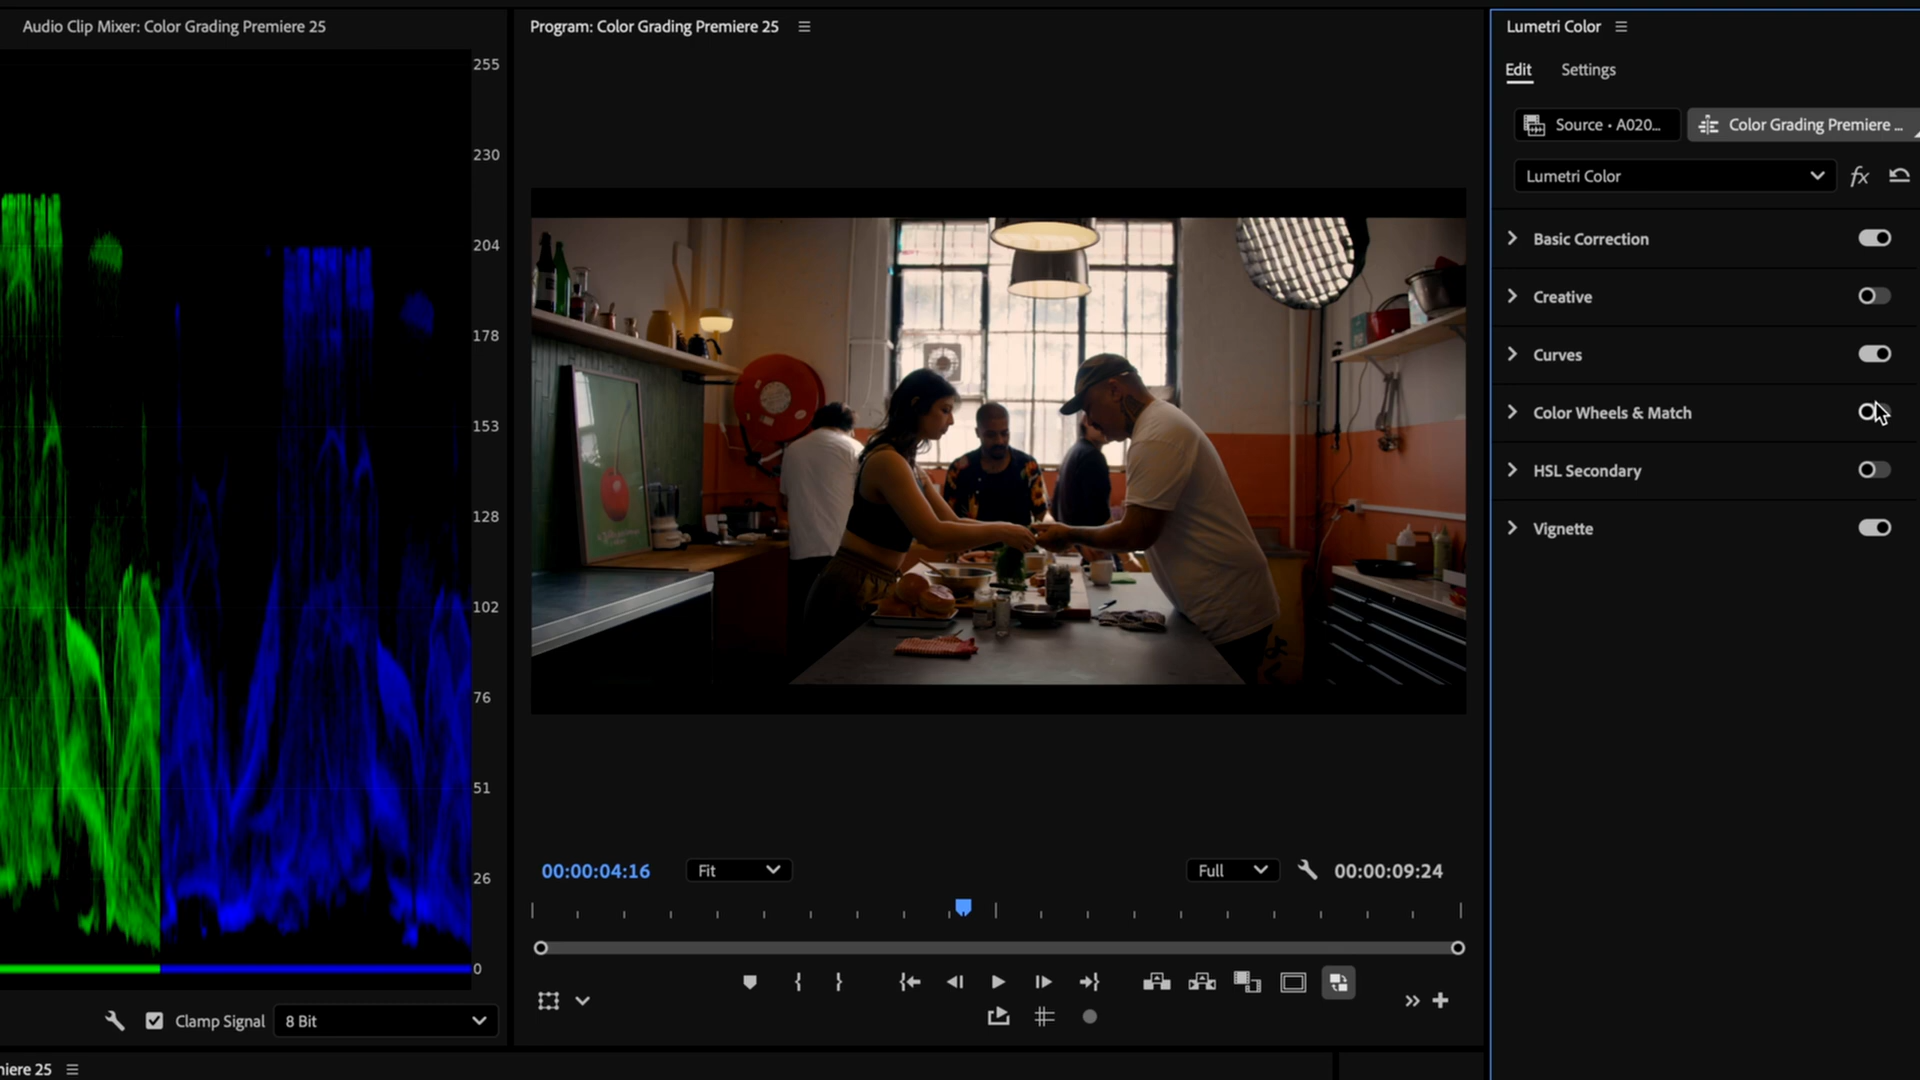 Audio Clip Mixer: Color Grading Premiere 25
255
230
204
178
153
128
102
76
51
26
0
Clamp Signal
8 Bit
niere 25
Program: Color Grading Premiere 25
00:00:04:16
Fit
Full
00:00:09:24
Lumetri Color
Edit
Settings
Source • A020...
Color Grading Premiere ...
Lumetri Color
fx
Basic Correction
Creative
Curves
Color Wheels & Match
HSL Secondary
Vignette